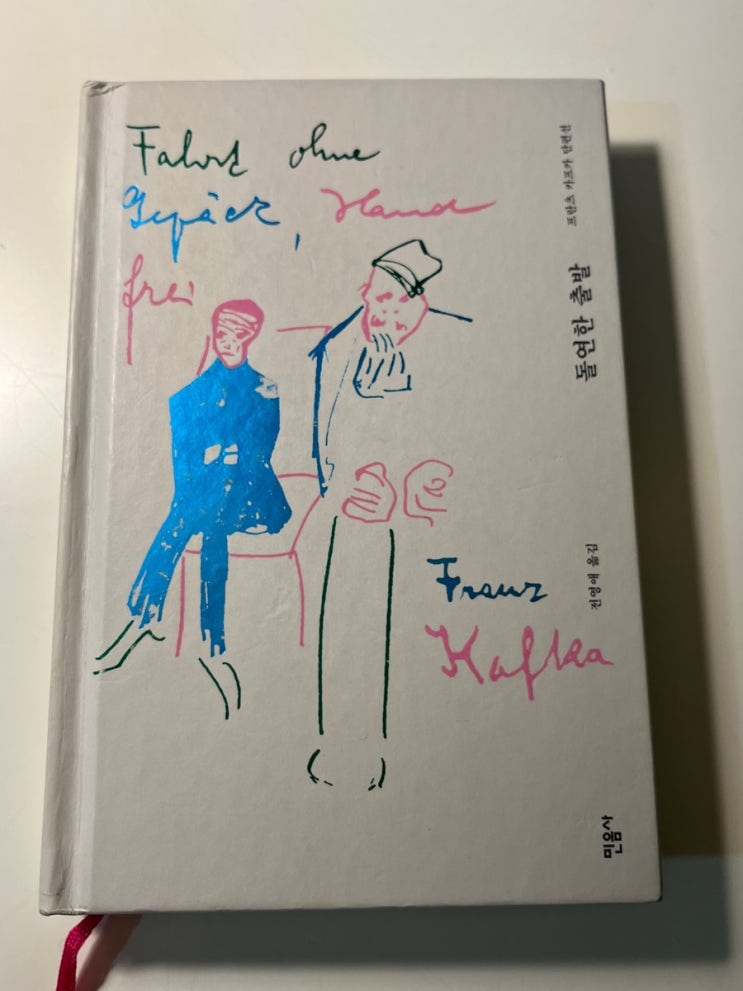 Fahrt ohne
Gepäck, Hand
frei
프란츠 카프카 단편선
돌연한 출발
전영애 옮김
Franz
Kafka
민음사